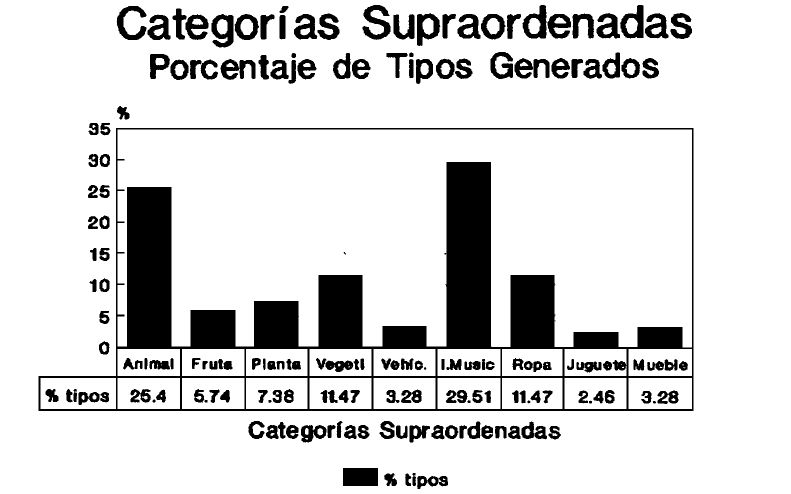 Categorías Supraordenadas
Porcentaje de Tipos Generados
%
35
30
25
20
15
10
5
0
Animal Fruta Planta Vegetl Vehíc. I.Music Ropa Juguete Mueble
% tipos 25.4 5.74 7.38 11.47 3.28 29.51 11.47 2.46 3.28
Categorías Supraordenadas
% tipos